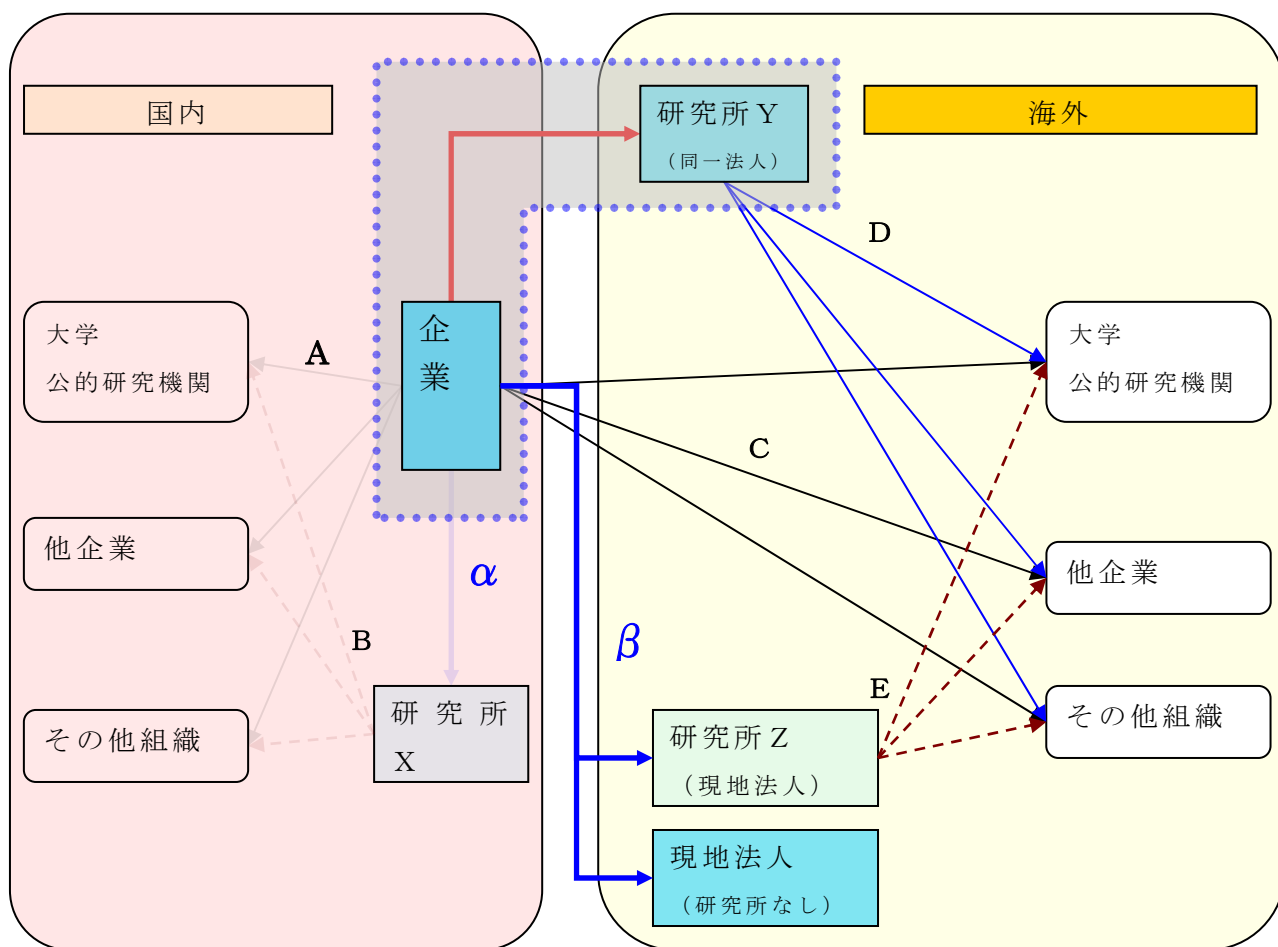 国内
海外
研究所Y
（同一法人）
D
企
業
大学
公的研究機関
A
大学
公的研究機関
C
他企業
α
他企業
B
β
E
研 究 所
X
その他組織
研究所Z
（現地法人）
その他組織
現地法人
（研究所なし）